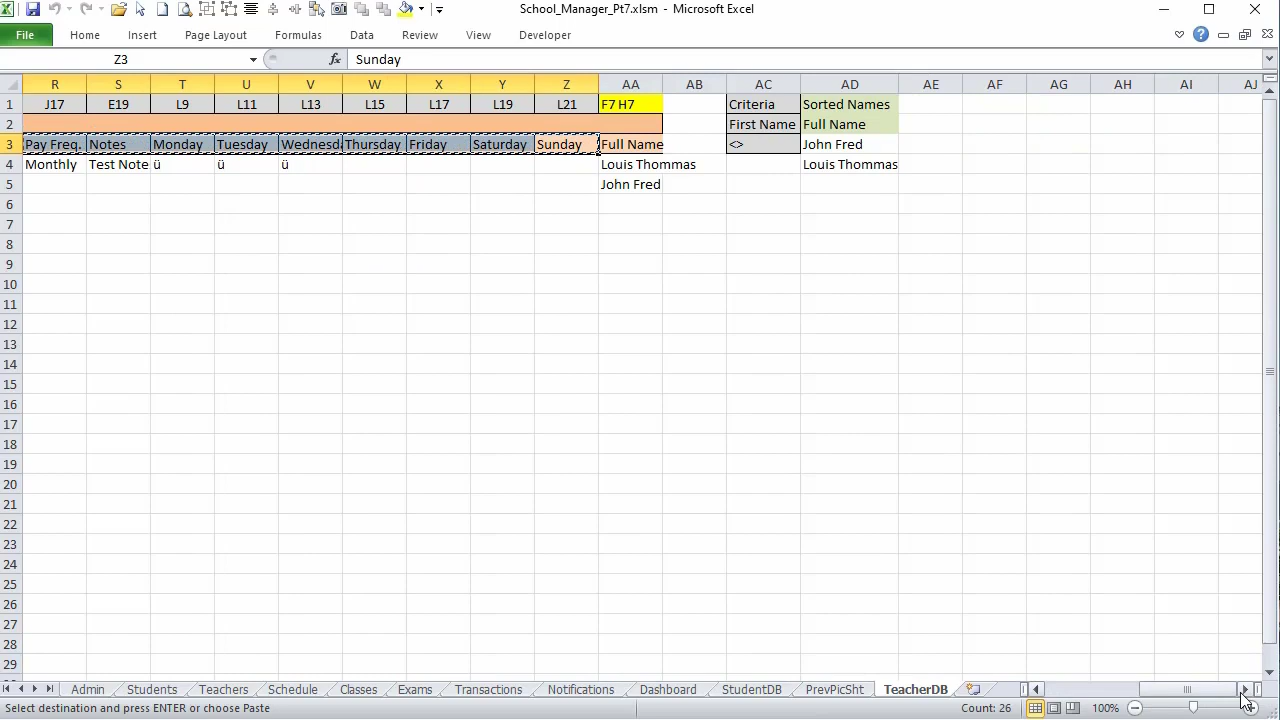 School_Manager_Pt7.xlsm - Microsoft Excel
File Home Insert Page Layout Formulas Data Review View Developer
Z3 fx Sunday
R S T U V W X Y Z AA AB AC AD AE AF AG AH AI AJ
1 J17 E19 L9 L11 L13 L15 L17 L19 L21 F7 H7 Criteria Sorted Names
2 First Name Full Name
3 Pay Freq. Notes Monday Tuesday Wednesd Thursday Friday Saturday Sunday Full Name <> John Fred
4 Monthly Test Note ü ü ü Louis Thommas Louis Thommas
5 John Fred
6
7
8
9
10
11
12
13
14
15
16
17
18
19
20
21
22
23
24
25
26
27
28
29
Admin Students Teachers Schedule Classes Exams Transactions Notifications Dashboard StudentDB PrevPicSht TeacherDB
Select destination and press ENTER or choose Paste Count: 26 100%